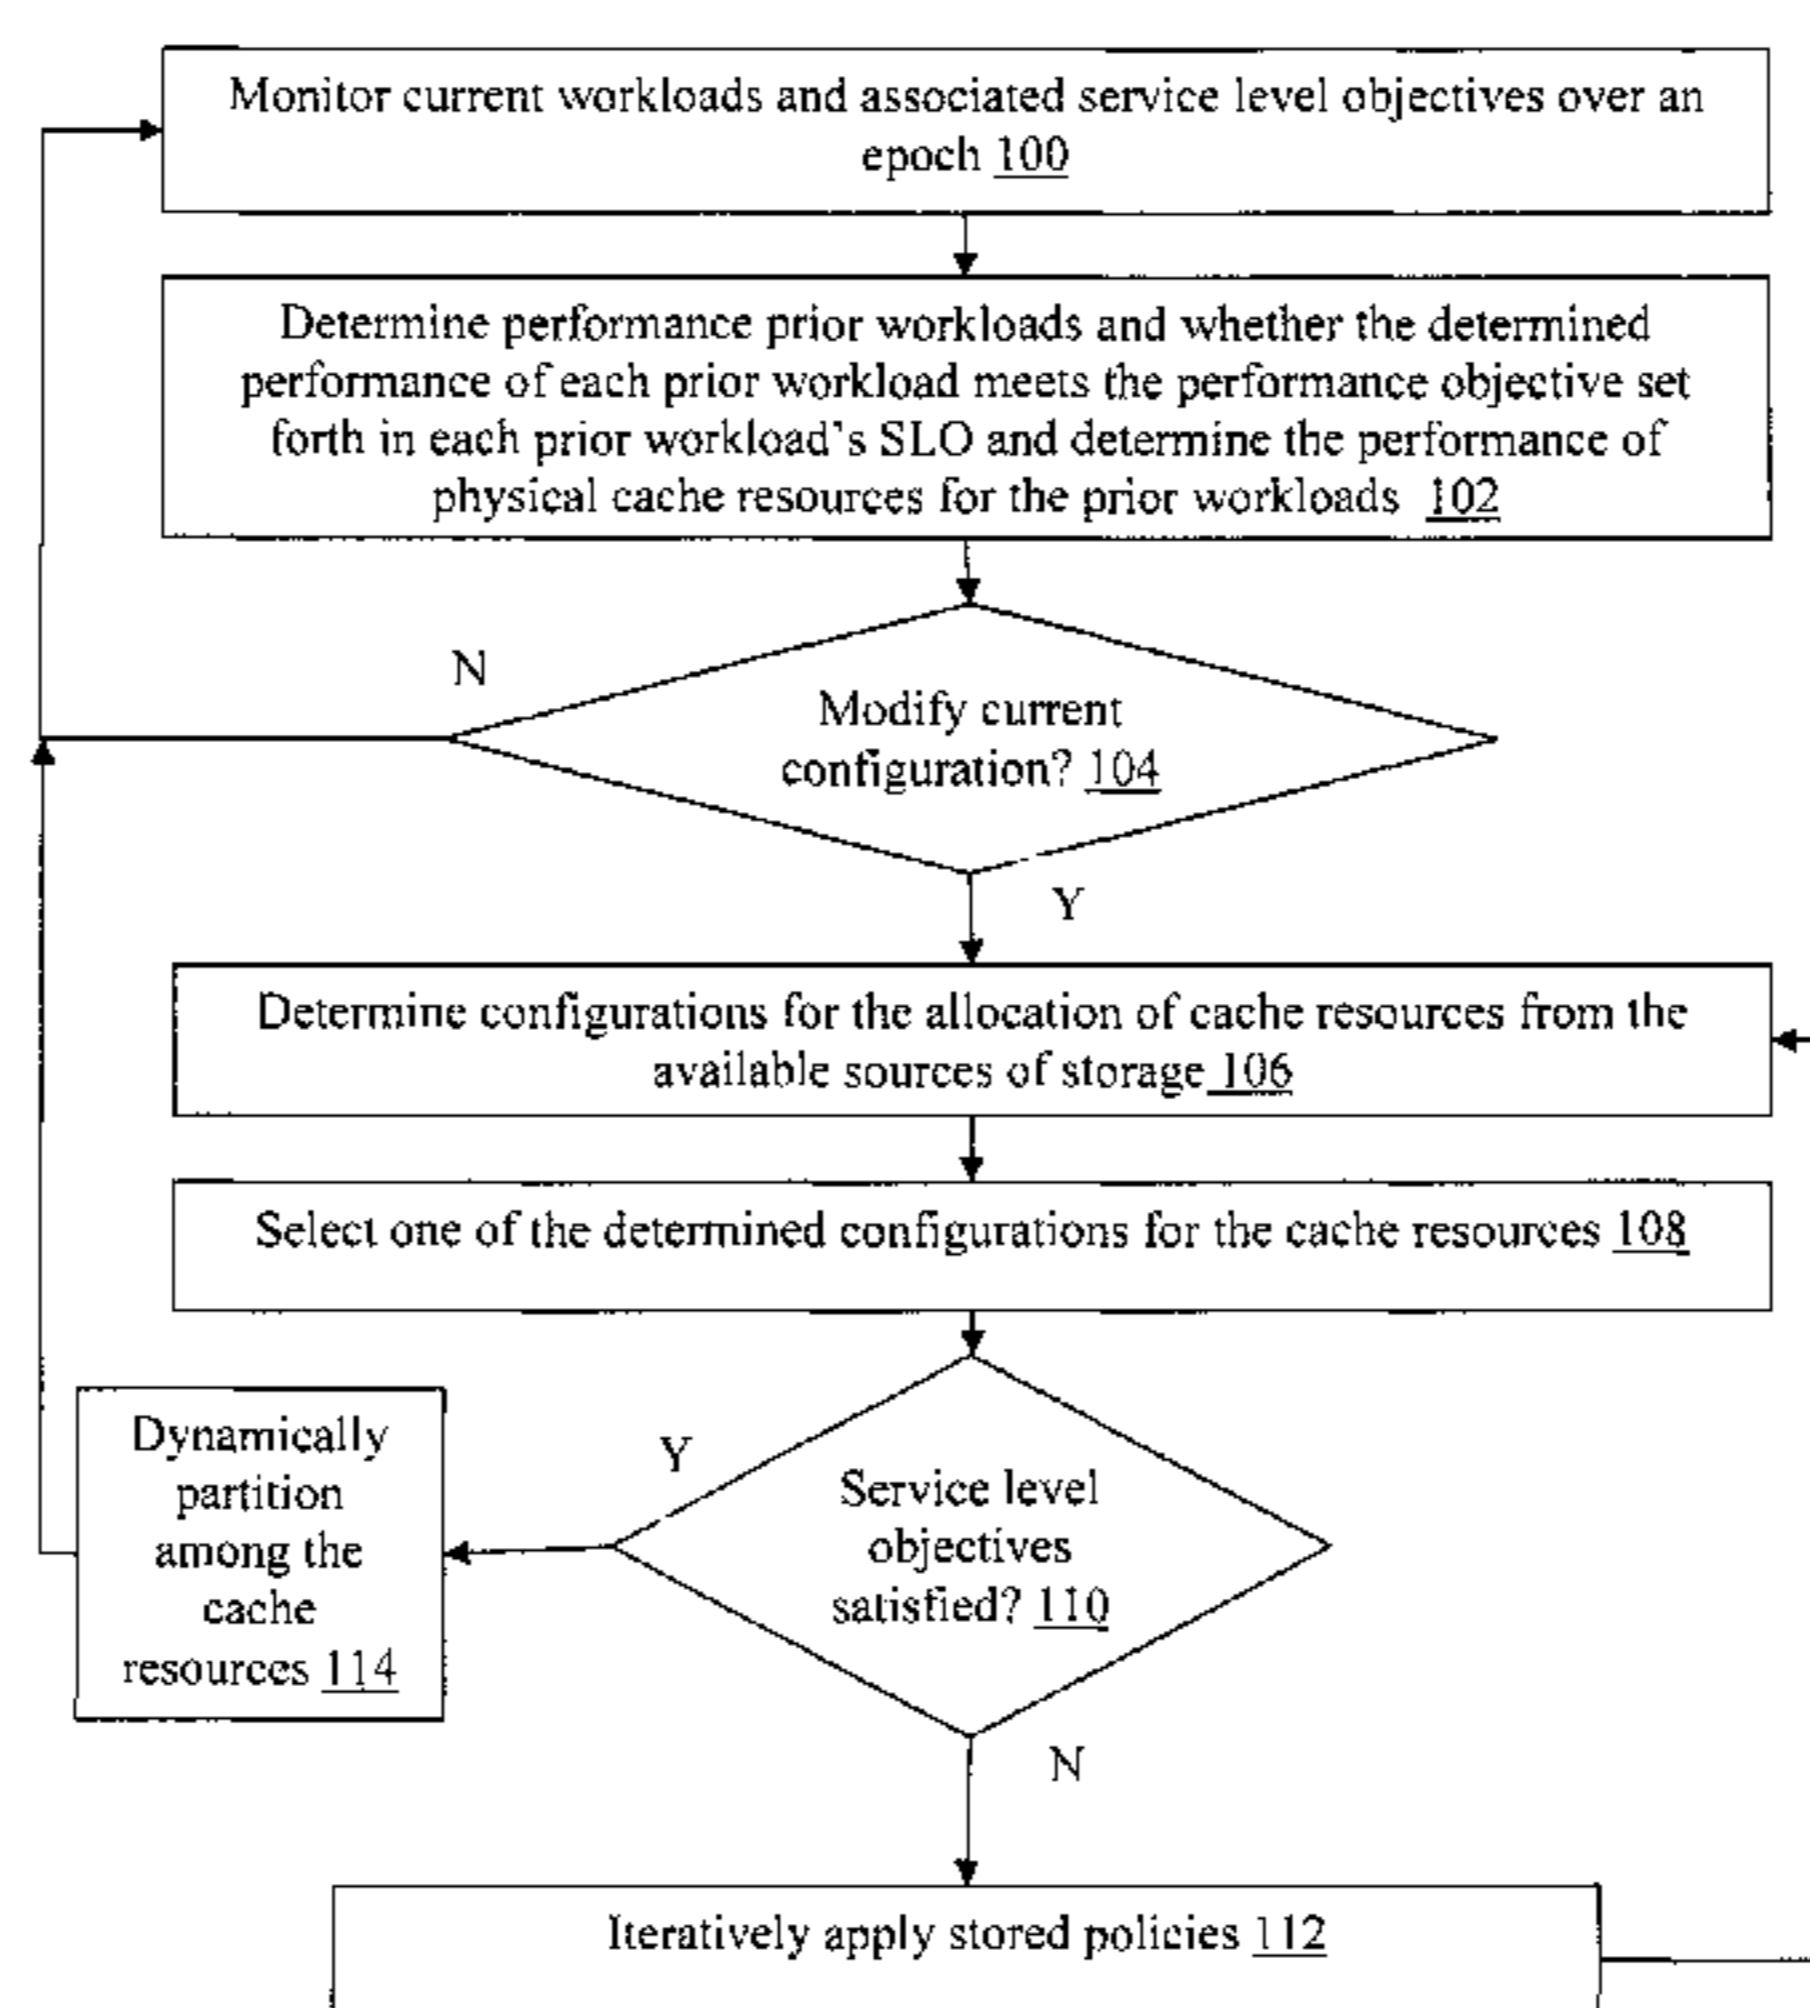 Monitor current workloads and associated service level objectives over an
epoch 100
Determine performance prior workloads and whether the determined
performance of each prior workload meets the performance objective set
forth in each prior workload's SLO and determine the performance of
physical cache resources for the prior workloads 102
N
Modify current
configuration? 104
Y
Determine configurations for the allocation of cache resources from the
available sources of storage 106
Select one of the determined configurations for the cache resources 108
Dynamically
partition
among the
cache
resources 114
Y
Service level
objectives
satisfied? 110
N
Iteratively apply stored policies 112